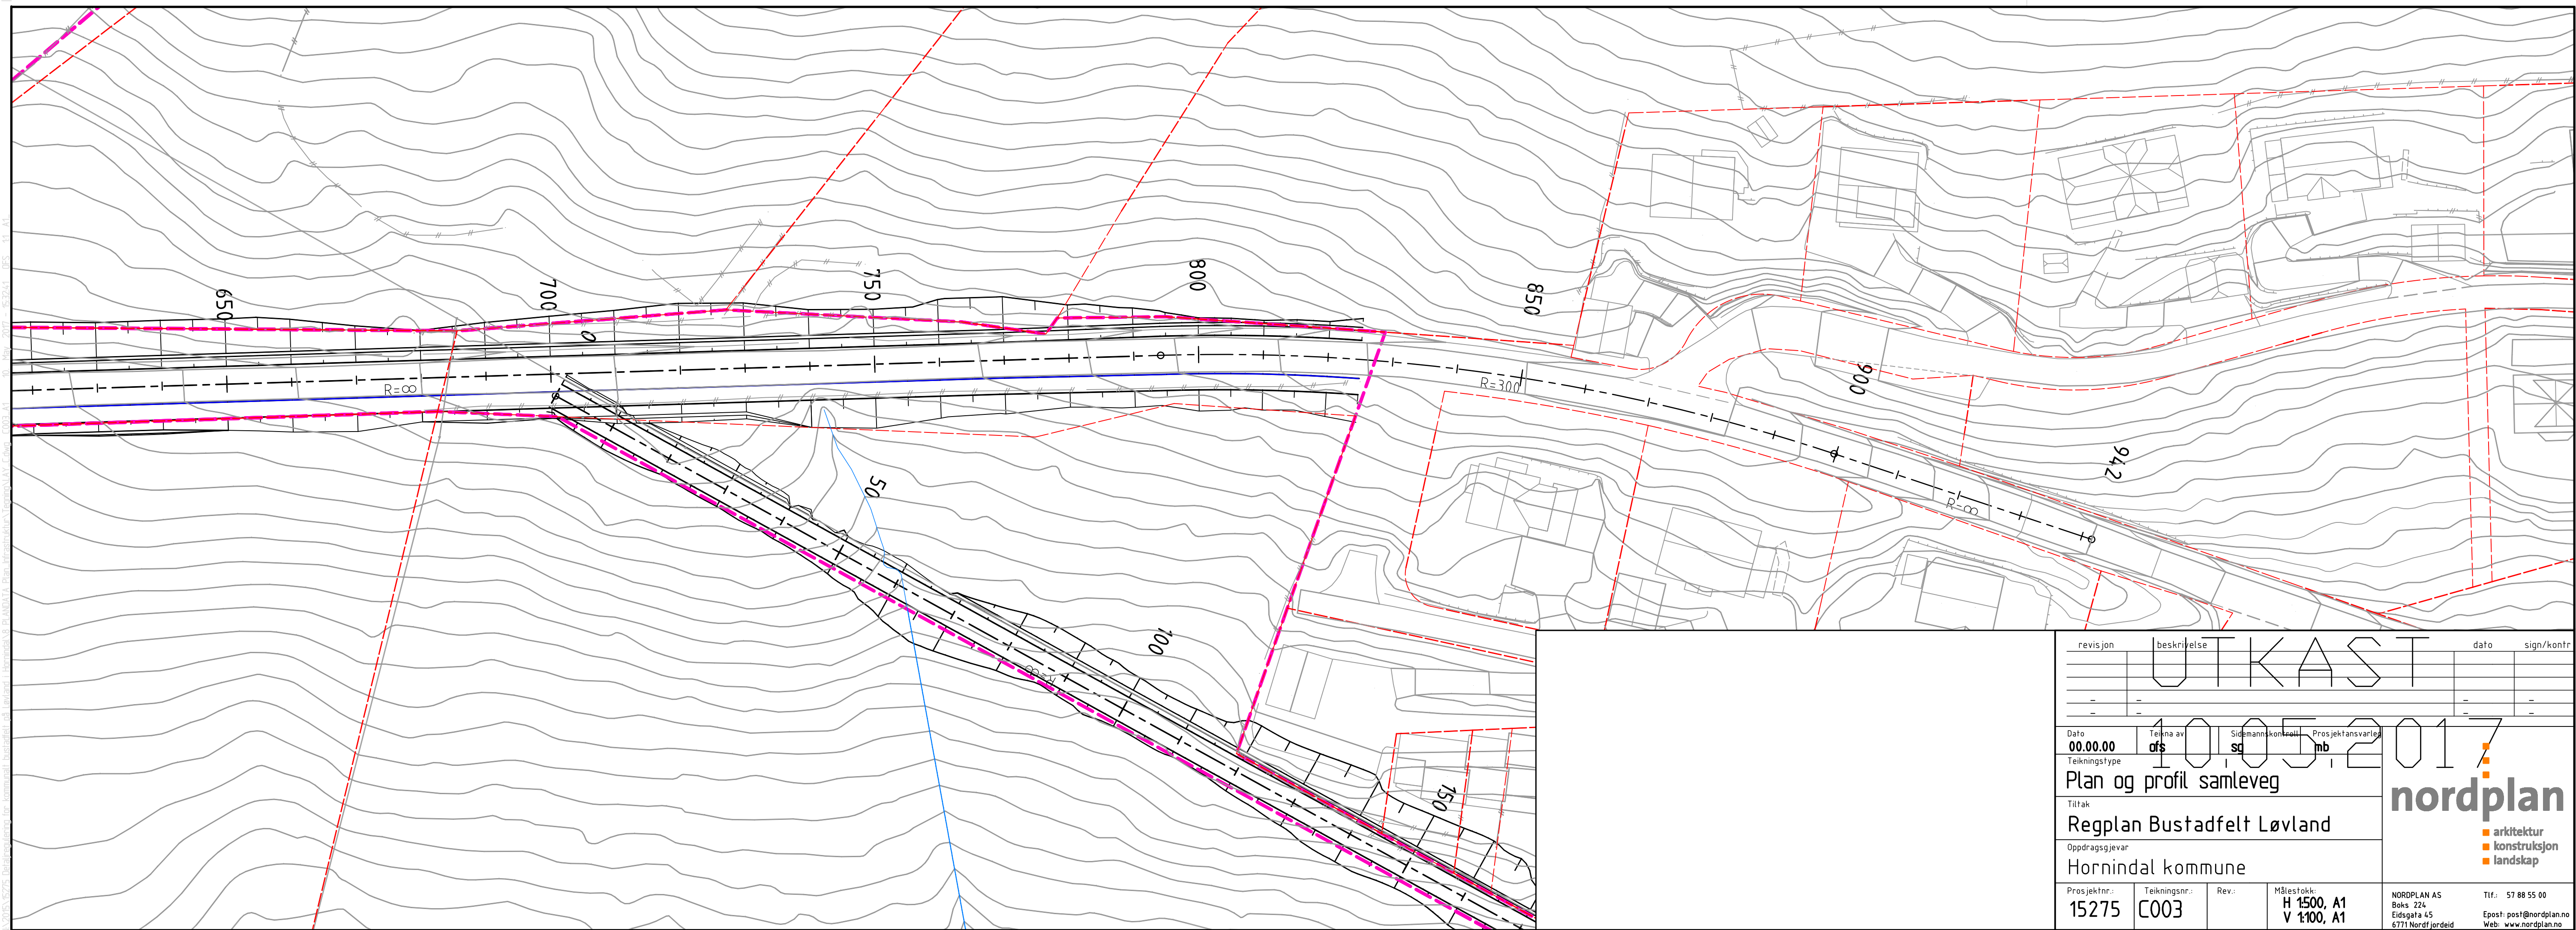 650
700
0
750
800
850
900
942
R=∞
R=300
R=∞
50
100
R=∞
150
revisjon beskrivelse dato sign/kontr
UTKAST
- - - -
- - - -
10.05.2017
Dato Teikna av Sidemannskontroll Prosjektansvarleg
00.00.00 ofs sg mb
Teikningstype
Plan og profil samleveg
Tiltak
Regplan Bustadfelt Løvland
Oppdragsgjevar
Hornindal kommune
Prosjektnr.: Teikningsnr.: Rev.: Målestokk:
15275 C003 H 1:500, A1
V 1:100, A1
nordplan
arkitektur
konstruksjon
landskap
NORDPLAN AS Tlf.: 57 88 55 00
Boks 224
Eidsgata 45 Epost: post@nordplan.no
6771 Nordfjordeid Web: www.nordplan.no